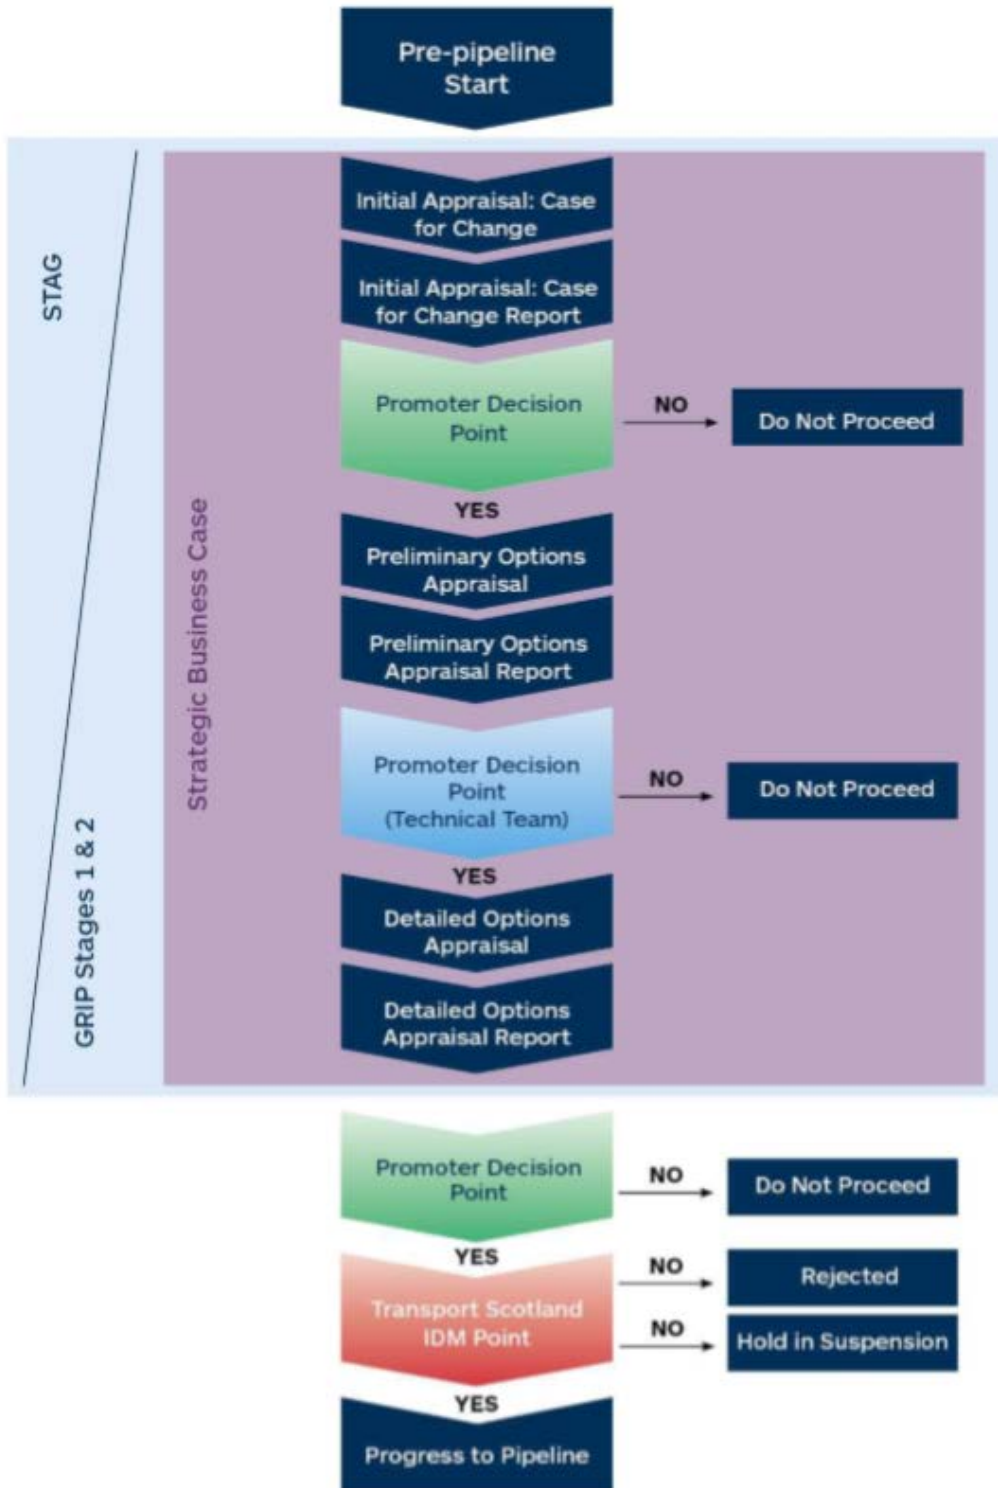 Pre-pipeline
Start
STAG
GRIP Stages 1 & 2
Strategic Business Case
Initial Appraisal: Case
for Change
Initial Appraisal: Case
for Change Report
Promoter Decision
Point
NO
Do Not Proceed
YES
Preliminary Options
Appraisal
Preliminary Options
Appraisal Report
Promoter Decision
Point
(Technical Team)
NO
Do Not Proceed
YES
Detailed Options
Appraisal
Detailed Options
Appraisal Report
Promoter Decision
Point
NO
Do Not Proceed
YES
Transport Scotland
IDM Point
NO
Rejected
NO
Hold in Suspension
YES
Progress to Pipeline